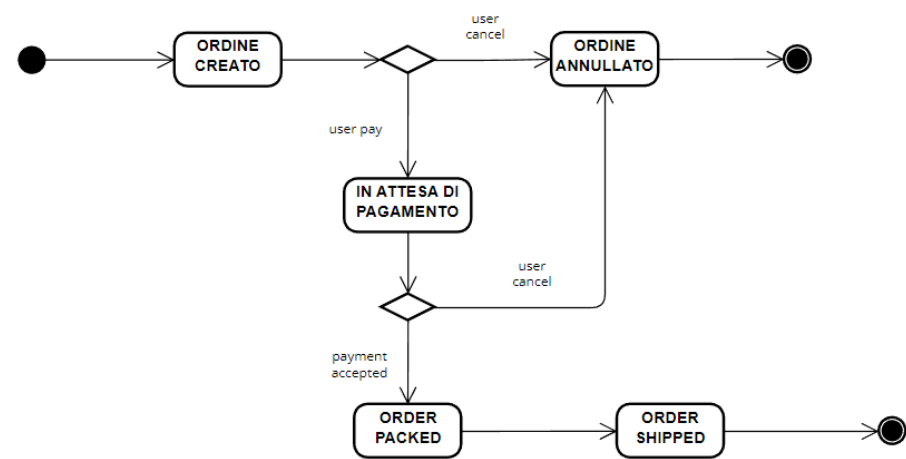 user
cancel
ORDINE
CREATO
ORDINE
ANNULLATO
user pay
IN ATTESA DI
PAGAMENTO
user
cancel
payment
accepted
ORDER
PACKED
ORDER
SHIPPED